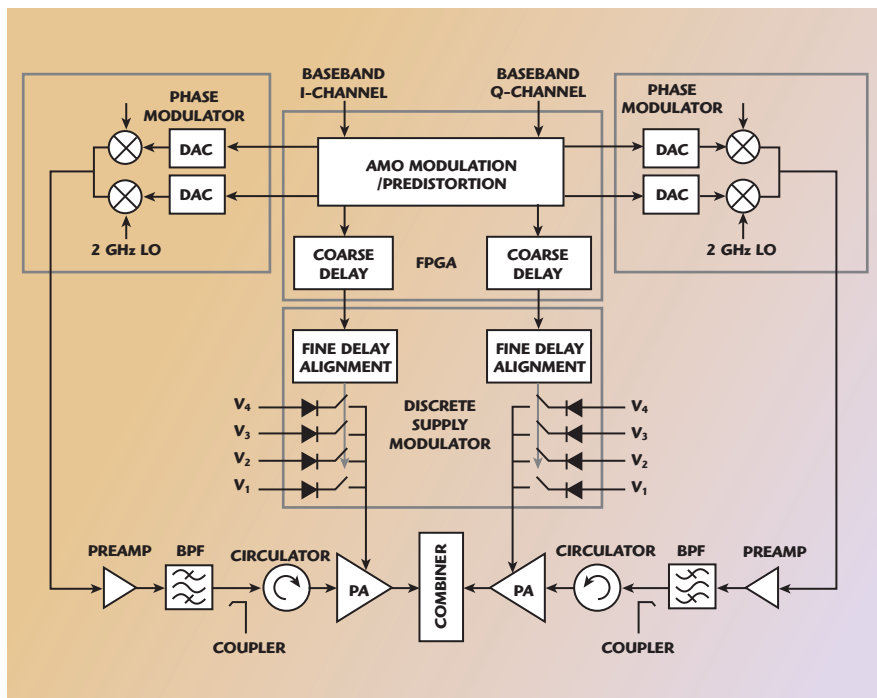 BASEBAND
I-CHANNEL
BASEBAND
Q-CHANNEL
PHASE
MODULATOR
PHASE
MODULATOR
DAC
DAC
AMO MODULATION
/PREDISTORTION
DAC
DAC
2 GHz LO
2 GHz LO
COARSE
DELAY
FPGA
COARSE
DELAY
FINE DELAY
ALIGNMENT
FINE DELAY
ALIGNMENT
V4
V3
V2
V1
DISCRETE
SUPPLY
MODULATOR
V4
V3
V2
V1
PREAMP
BPF
CIRCULATOR
PA
COMBINER
PA
CIRCULATOR
BPF
PREAMP
COUPLER
COUPLER